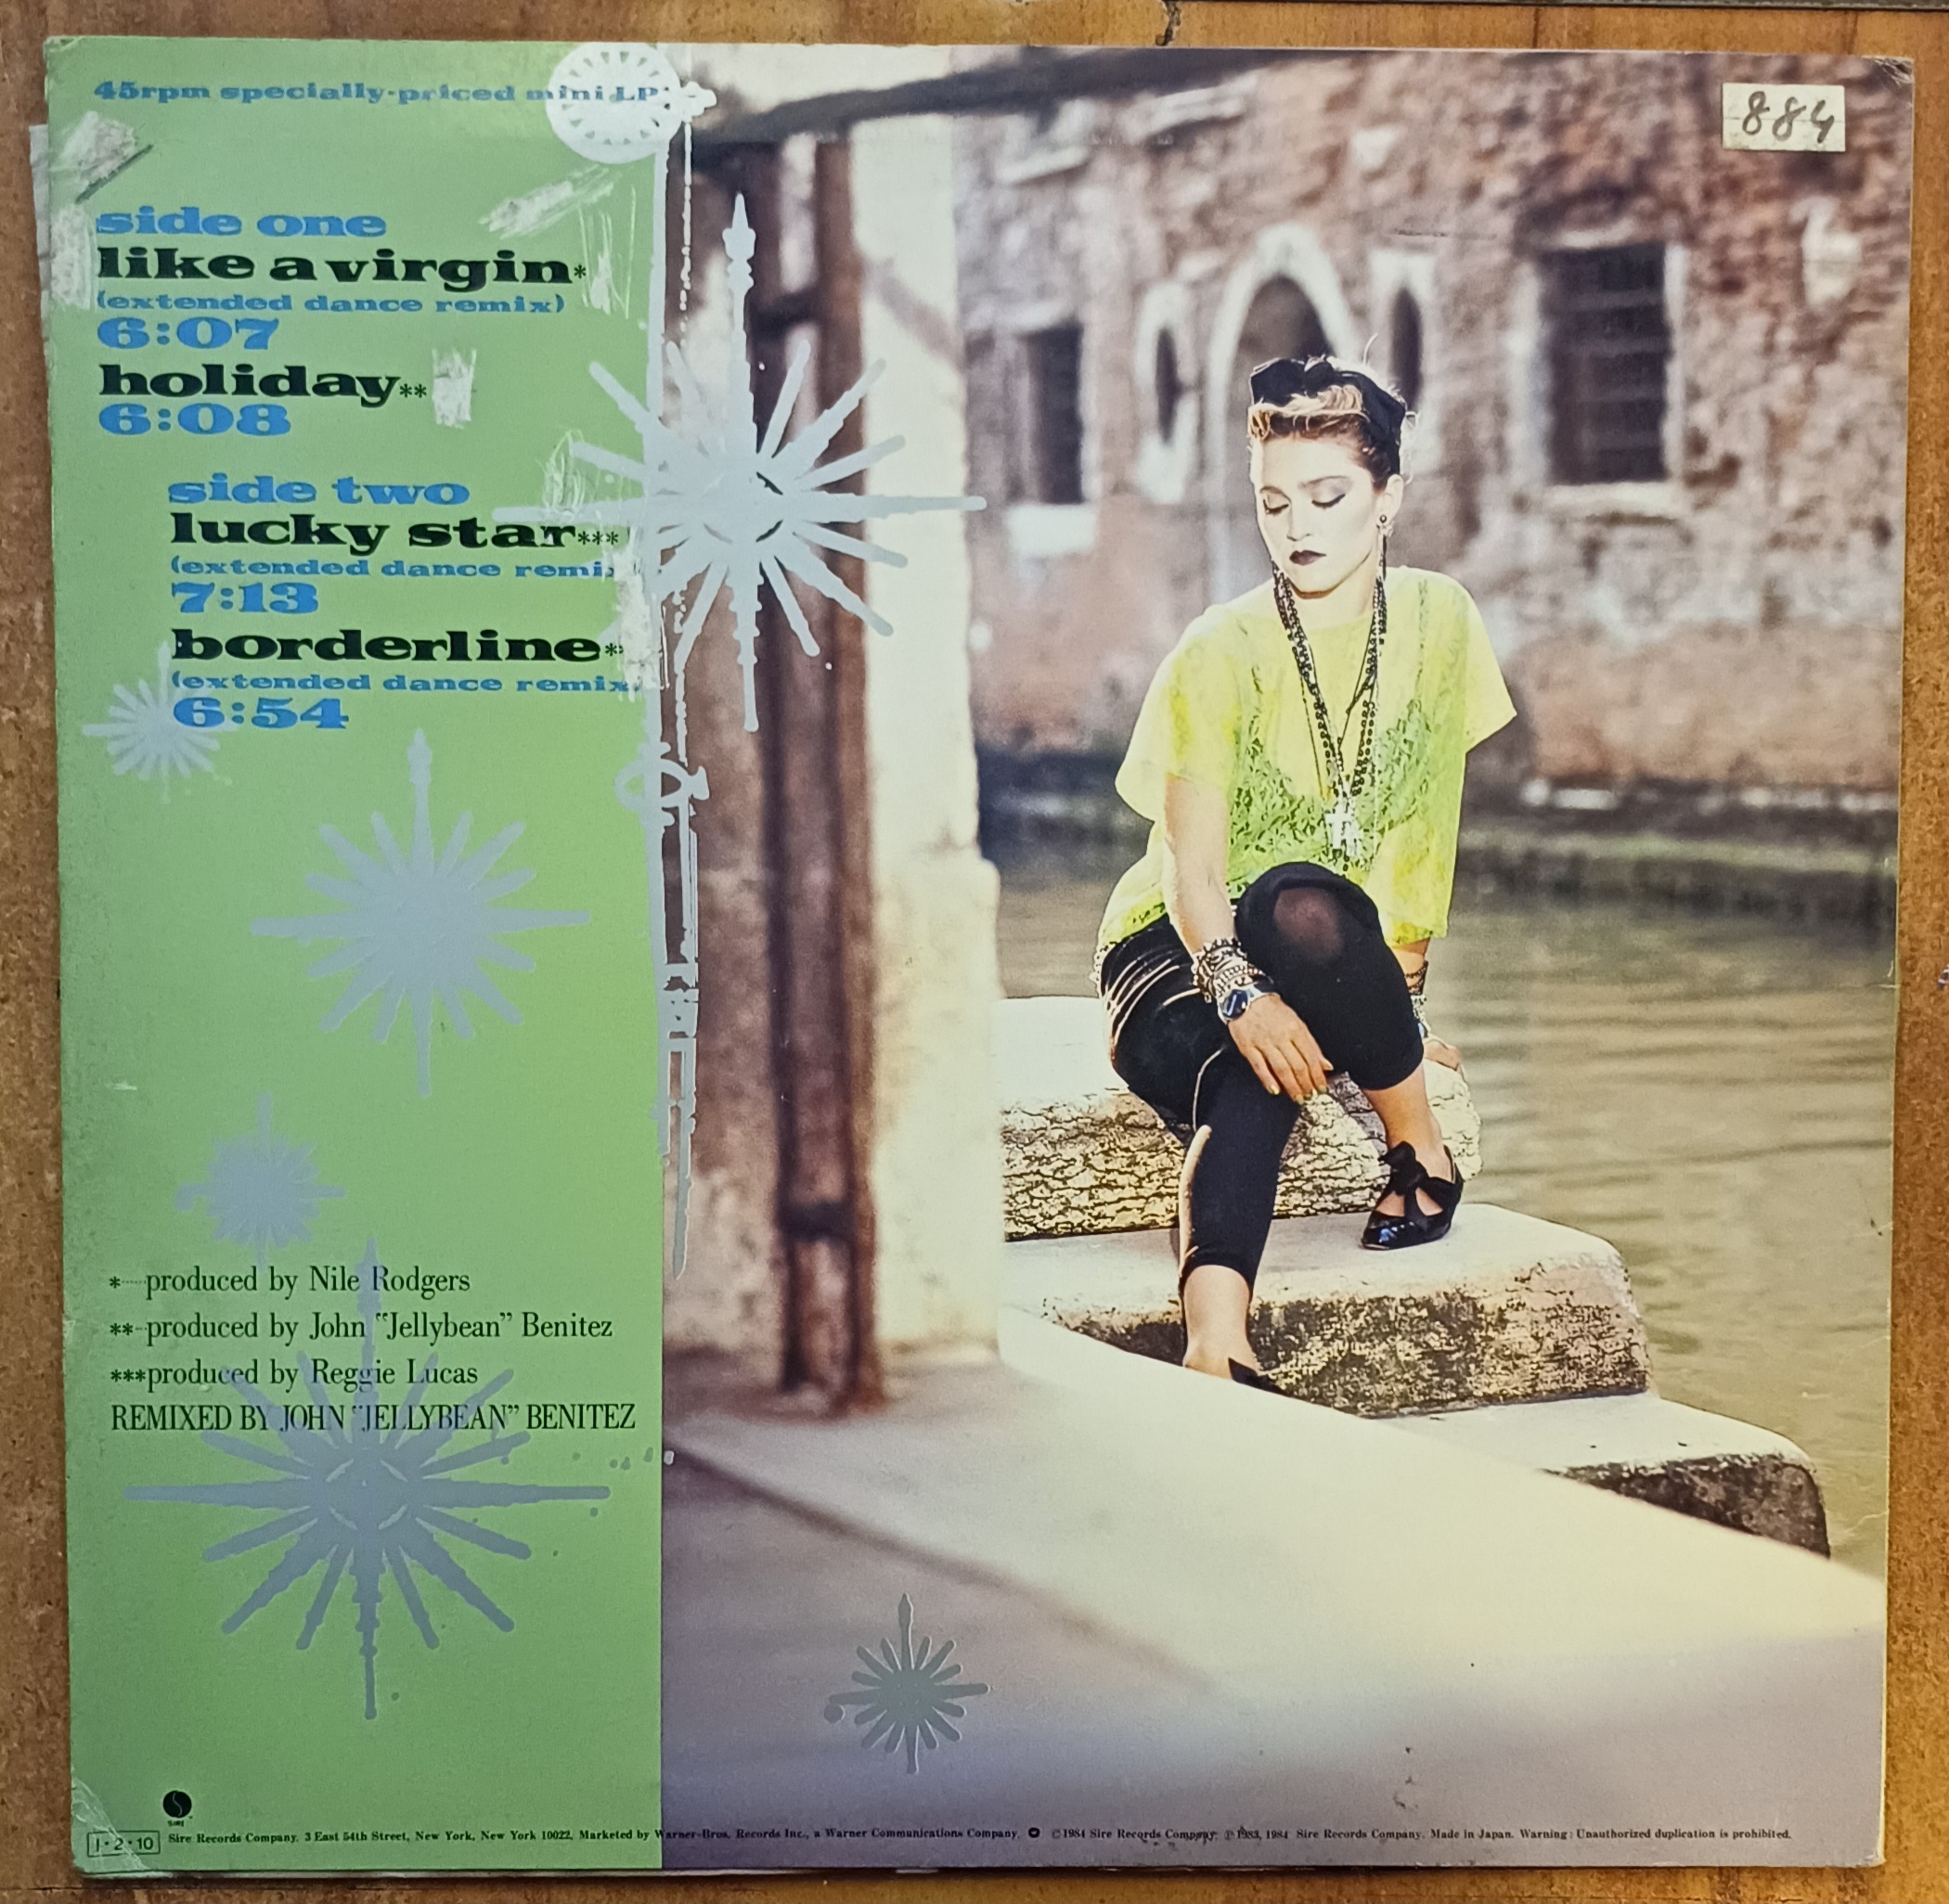 45rpm specially-priced mini LP
884
side one
like a virgin*
(extended dance remix)
6:07
holiday**
6:08
side two
lucky star***
(extended dance remix
7:13
borderline**
(extended dance remix)
6:54
*---produced by Nile Rodgers
**--produced by John "Jellybean" Benitez
***produced by Reggie Lucas
REMIXED BY JOHN "JELLYBEAN" BENITEZ
SIRE
1・2・10 Sire Records Company. 3 East 54th Street, New York, New York 10022, Marketed by Warner Bros. Records Inc., a Warner Communications Company. ©1984 Sire Records Company. ℗ 1983, 1984 Sire Records Company. Made in Japan. Warning: Unauthorized duplication is prohibited.